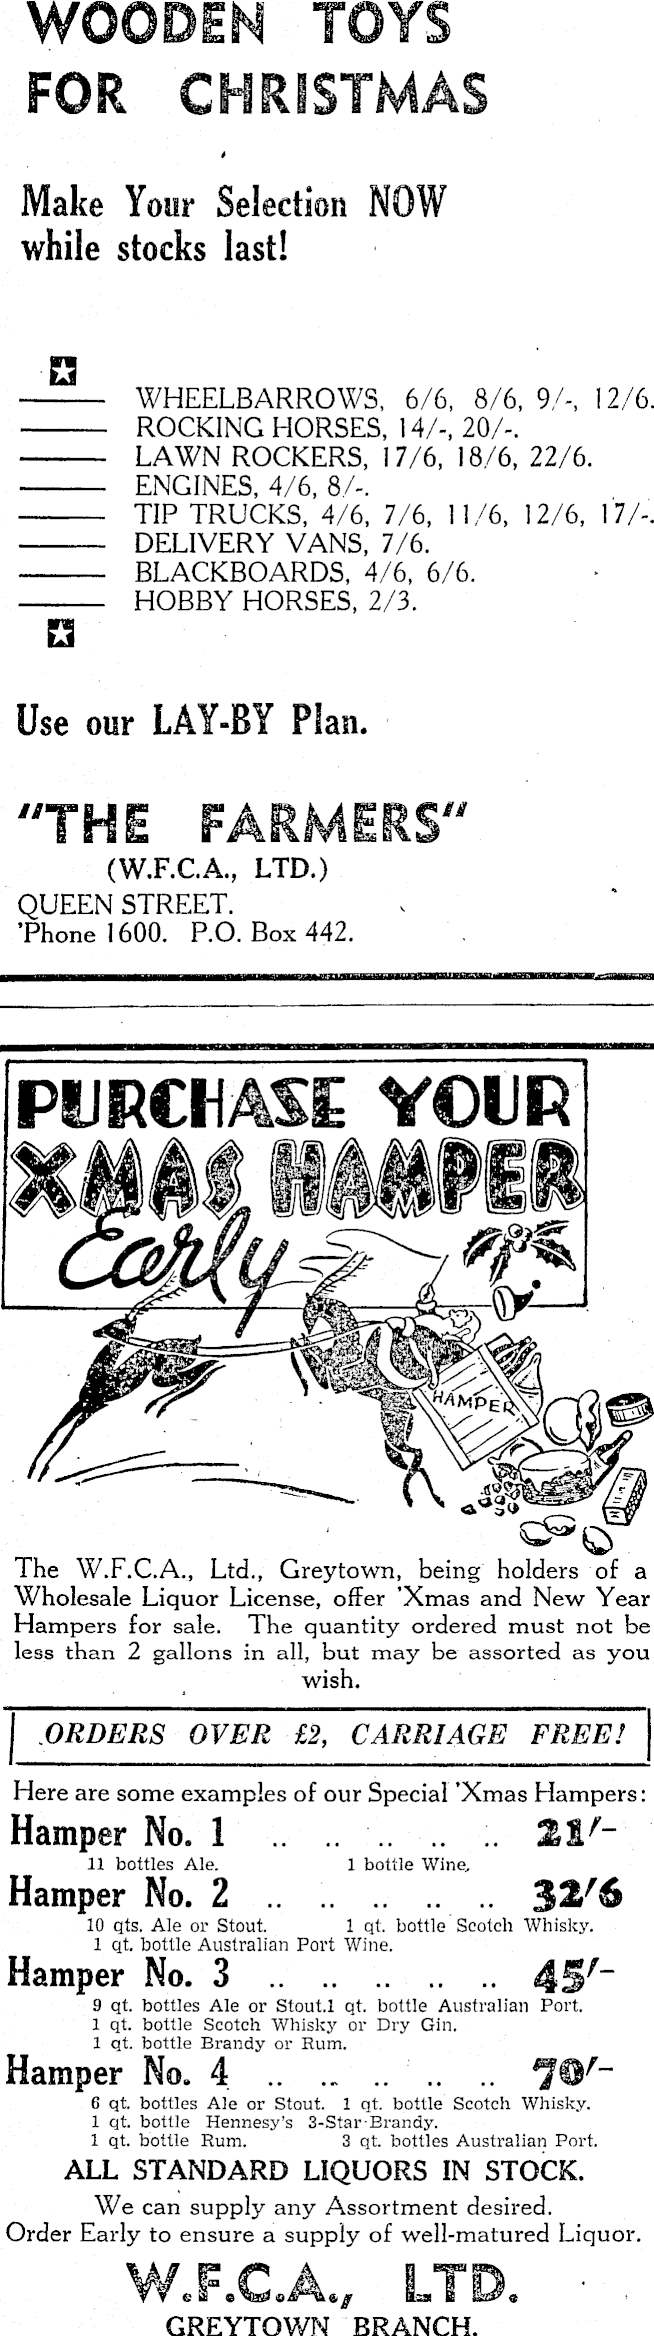 WOODEN TOYS
FOR CHRISTMAS
Make Your Selection NOW
while stocks last!
WHEELBARROWS, 6/6, 8/6, 9/-, 12/6.
ROCKING HORSES, 14/-, 20/-.
LAWN ROCKERS, 17/6, 18/6, 22/6.
ENGINES, 4/6, 8/-.
TIP TRUCKS, 4/6, 7/6, 11/6, 12/6, 17/-.
DELIVERY VANS, 7/6.
BLACKBOARDS, 4/6, 6/6.
HOBBY HORSES, 2/3.
Use our LAY-BY Plan.
"THE FARMERS"
(W.F.C.A., LTD.)
QUEEN STREET.
'Phone 1600. P.O. Box 442.
PURCHASE YOUR
XMAS HAMPER
Early
HAMPER
The W.F.C.A., Ltd., Greytown, being holders of a
Wholesale Liquor License, offer 'Xmas and New Year
Hampers for sale. The quantity ordered must not be
less than 2 gallons in all, but may be assorted as you
wish.
ORDERS OVER £2, CARRIAGE FREE!
Here are some examples of our Special 'Xmas Hampers:
Hamper No. 1 .. .. .. .. .. 21/-
11 bottles Ale. 1 bottle Wine.
Hamper No. 2 .. .. .. .. .. 32/6
10 qts. Ale or Stout. 1 qt. bottle Scotch Whisky.
1 qt. bottle Australian Port Wine.
Hamper No. 3 .. .. .. .. .. 45/-
9 qt. bottles Ale or Stout.1 qt. bottle Australian Port.
1 qt. bottle Scotch Whisky or Dry Gin.
1 qt. bottle Brandy or Rum.
Hamper No. 4 .. .. .. .. .. 70/-
6 qt. bottles Ale or Stout. 1 qt. bottle Scotch Whisky.
1 qt. bottle Hennesy's 3-Star Brandy.
1 qt. bottle Rum. 3 qt. bottles Australian Port.
ALL STANDARD LIQUORS IN STOCK.
We can supply any Assortment desired.
Order Early to ensure a supply of well-matured Liquor.
W.F.C.A., LTD.
GREYTOWN BRANCH.